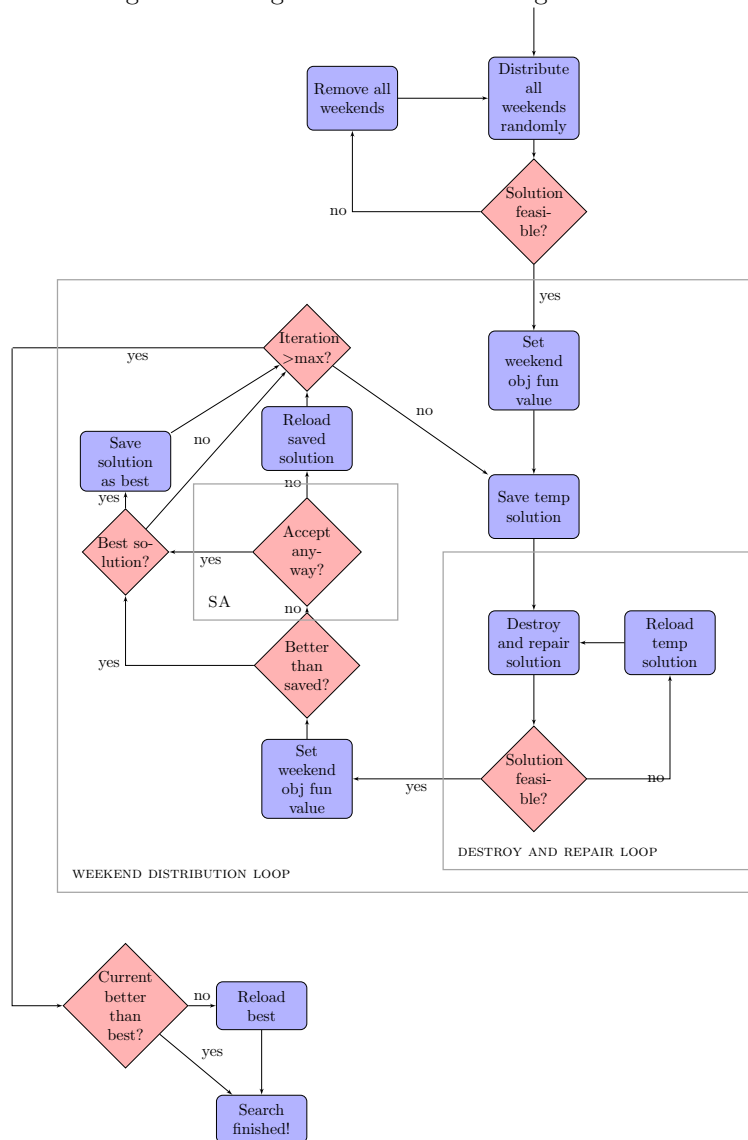 Distribute
all
weekends
randomly
Remove all
weekends
Solution
feasi-
ble?
no
yes
Iteration
>max?
yes
Set
weekend
obj fun
value
no
Reload
saved
solution
Save
solution
as best
no
yes
no
Save temp
solution
Best so-
lution?
Accept
any-
way?
yes
SA
no
Better
than
saved?
yes
Destroy
and repair
solution
Reload
temp
solution
Set
weekend
obj fun
value
yes
Solution
feasi-
ble?
no
DESTROY AND REPAIR LOOP
WEEKEND DISTRIBUTION LOOP
Current
better
than
best?
no
Reload
best
yes
Search
finished!